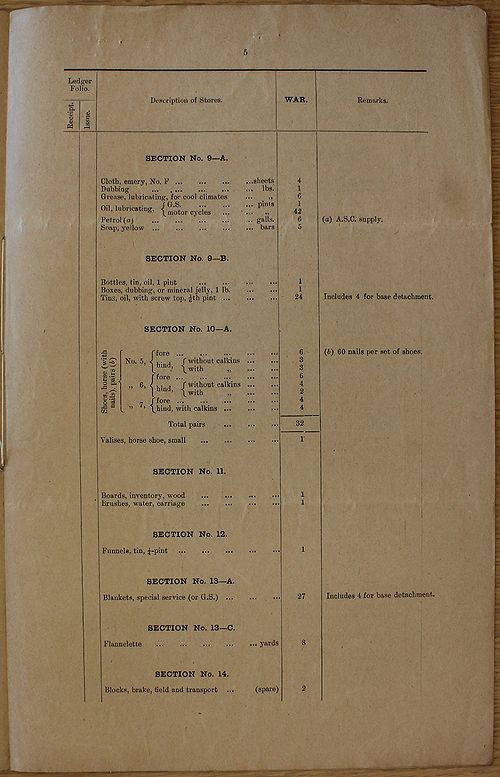 5
Ledger Folio.
Receipt. Issue. Description of Stores. WAR. Remarks.
SECTION No. 9—A.
Cloth, emery, No. F ... ... ... ...sheets 4
Dubbing ... ... ... ... ... lbs. 1
Grease, lubricating, for cool climates ... „ 6
Oil, lubricating, { G.S. ... ... ... ... pints 1
{ motor cycles ... ... „ 42
Petrol (a) ... ... ... ... ... galls. 6 (a) A.S.C. supply.
Soap, yellow ... ... ... ... ... bars 5
SECTION No. 9—B.
Bottles, tin, oil, 1 pint ... ... ... ... 1
Boxes, dubbing, or mineral jelly, 1 lb. ... ... 1
Tins, oil, with screw top, ⅛th pint ... ... ... 24 Includes 4 for base detachment.
SECTION No. 10—A.
Shoes, horse (with nails), pairs (b)
No. 5, { fore ... ... ... ... ... 6 (b) 60 nails per set of shoes.
hind, { without calkins ... ... 3
{ with „ ... ... 3
„ 6, { fore ... ... ... ... ... 6
hind, { without calkins ... ... 4
{ with „ ... ... 2
„ 7, { fore ... ... ... ... ... 4
{ hind, with calkins ... ... ... 4
Total pairs ... ... ... 32
Valises, horse shoe, small ... ... ... ... 1
SECTION No. 11.
Boards, inventory, wood ... ... ... ... 1
Brushes, water, carriage ... ... ... ... 1
SECTION No. 12.
Funnels, tin, ¼-pint ... ... ... ... ... 1
SECTION No. 13—A.
Blankets, special service (or G.S.) ... ... ... 27 Includes 4 for base detachment.
SECTION No. 13—C.
Flannelette ... ... ... ... ... yards 8
SECTION No. 14.
Blocks, brake, field and transport ... (spare) 2